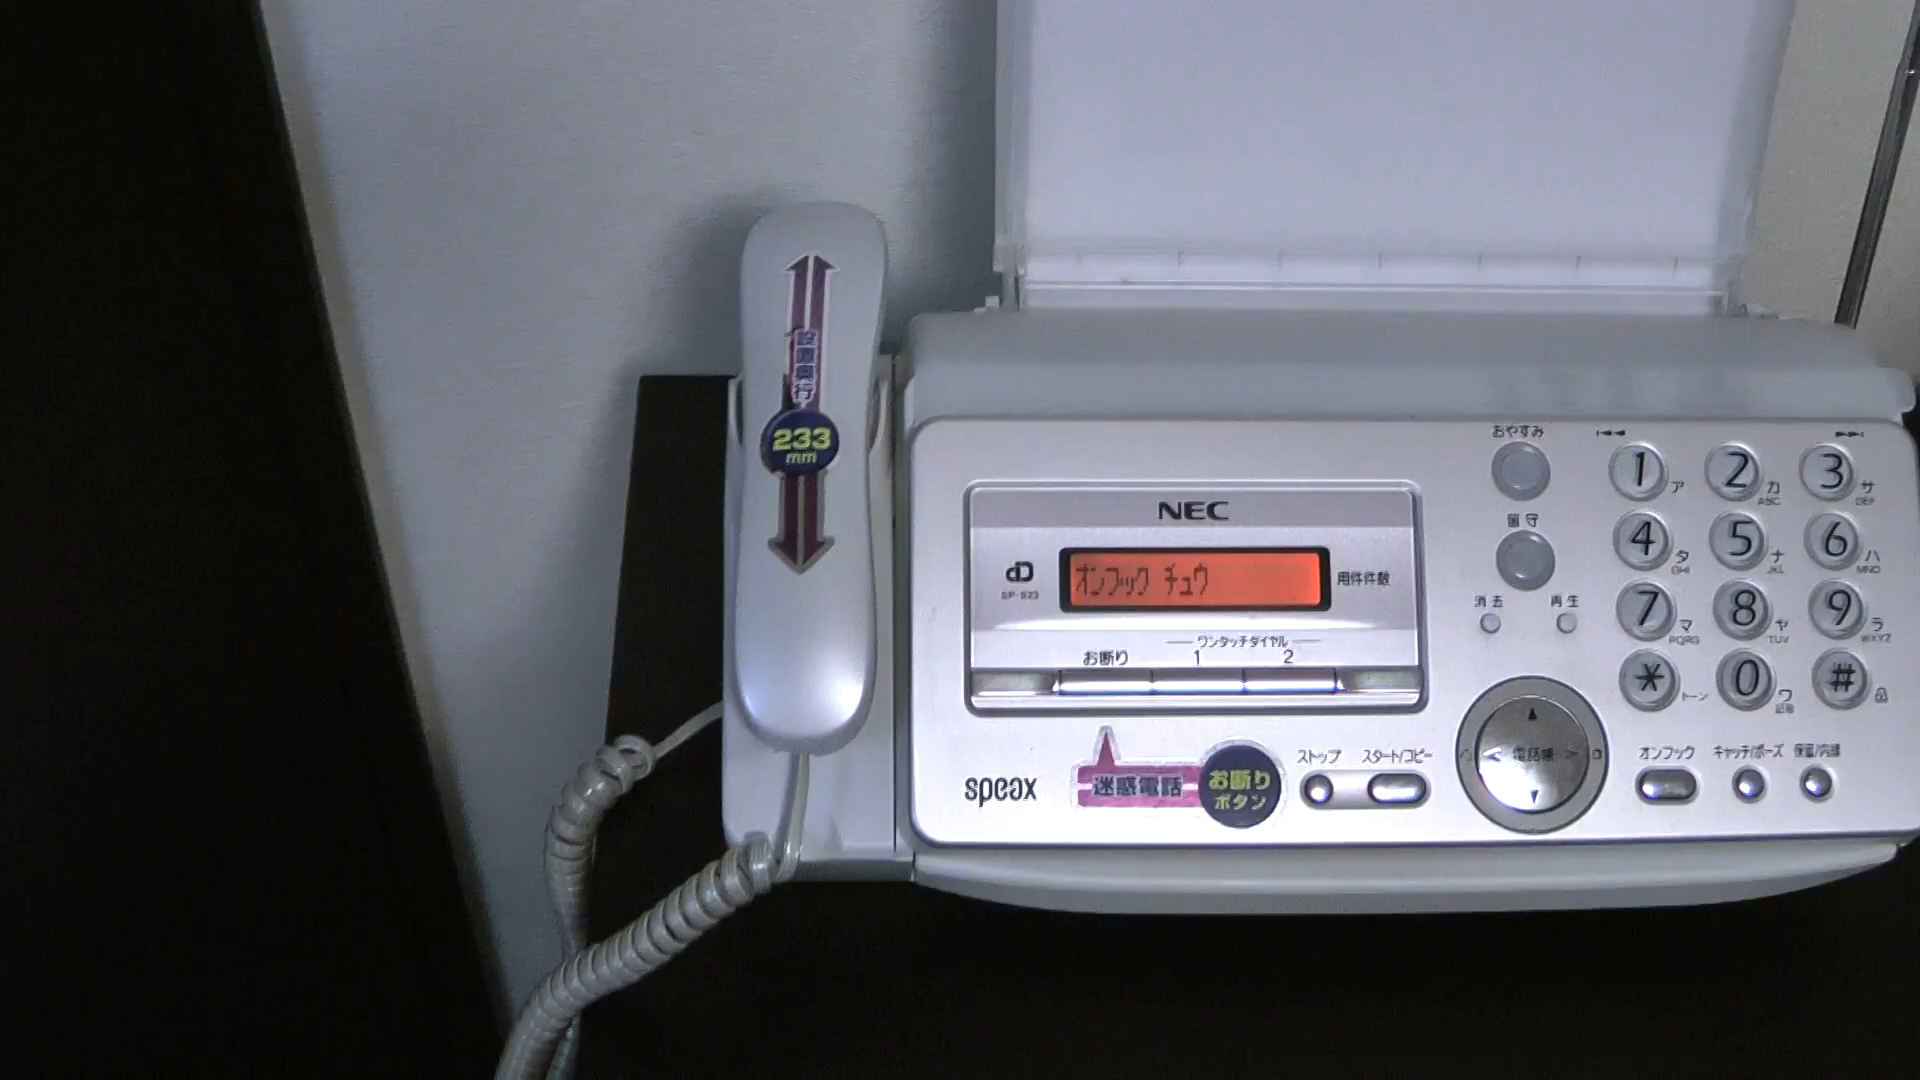 設置奥行
233
mm
NEC
SP-S23
オンフック チュウ
用件件数
ワンタッチダイヤル
お断り 1 2
speax
迷惑電話
お断り
ボタン
ストップ スタート/コピー
おやすみ
留守
消去 再生
電話帳
1 ア 2 カ ABC 3 サ DEF
4 タ GHI 5 ナ JKL 6 ハ MNO
7 マ PQRS 8 ヤ TUV 9 ラ WXYZ
* トーン 0 ワ 記号 #
オンフック キャッチ/ポーズ 保留/内線